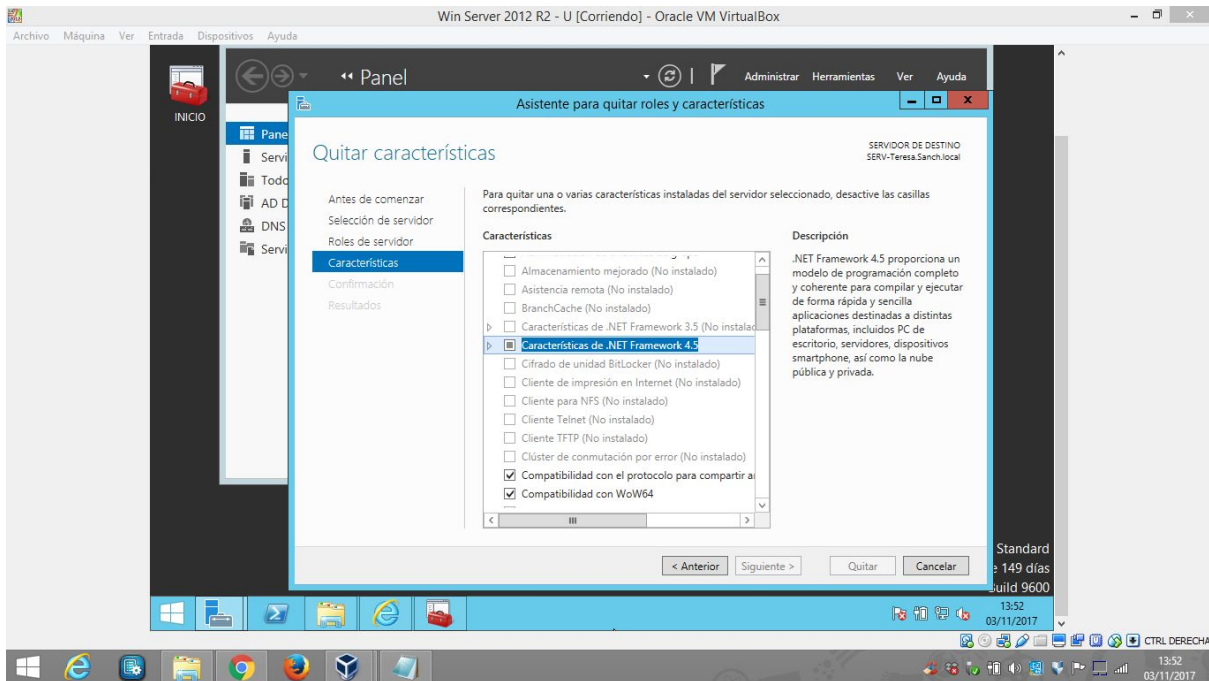 Win Server 2012 R2 - U [Corriendo] - Oracle VM VirtualBox
Archivo Máquina Ver Entrada Dispositivos Ayuda
INICIO
Panel
Administrar Herramientas Ver Ayuda
Asistente para quitar roles y características
Pane
Servi
Todo
AD D
DNS
Servi
Quitar características
SERVIDOR DE DESTINO
SERV-Teresa.Sanch.local
Antes de comenzar
Selección de servidor
Roles de servidor
Características
Confirmación
Resultados
Para quitar una o varias características instaladas del servidor seleccionado, desactive las casillas
correspondientes.
Características
Almacenamiento mejorado (No instalado)
Asistencia remota (No instalado)
BranchCache (No instalado)
Características de .NET Framework 3.5 (No instalad
Características de .NET Framework 4.5
Cifrado de unidad BitLocker (No instalado)
Cliente de impresión en Internet (No instalado)
Cliente para NFS (No instalado)
Cliente Telnet (No instalado)
Cliente TFTP (No instalado)
Clúster de conmutación por error (No instalado)
Compatibilidad con el protocolo para compartir a
Compatibilidad con WoW64
Descripción
.NET Framework 4.5 proporciona un
modelo de programación completo
y coherente para compilar y ejecutar
de forma rápida y sencilla
aplicaciones destinadas a distintas
plataformas, incluidos PC de
escritorio, servidores, dispositivos
smartphone, así como la nube
pública y privada.
< Anterior Siguiente > Quitar Cancelar
Standard
149 días
Build 9600
13:52
03/11/2017
CTRL DERECHA
13:52
03/11/2017